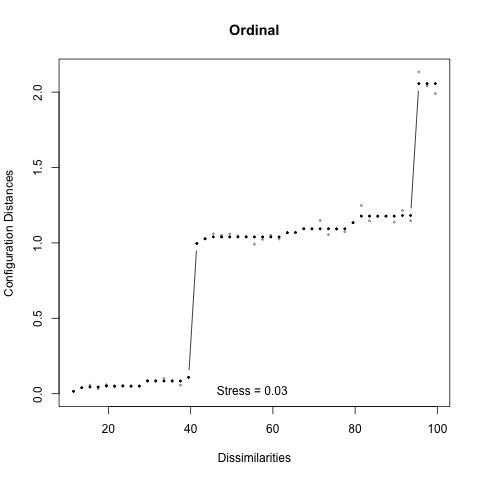 Ordinal
Configuration Distances
2.0
1.5
1.0
0.5
0.0
Stress = 0.03
20 40 60 80 100
Dissimilarities